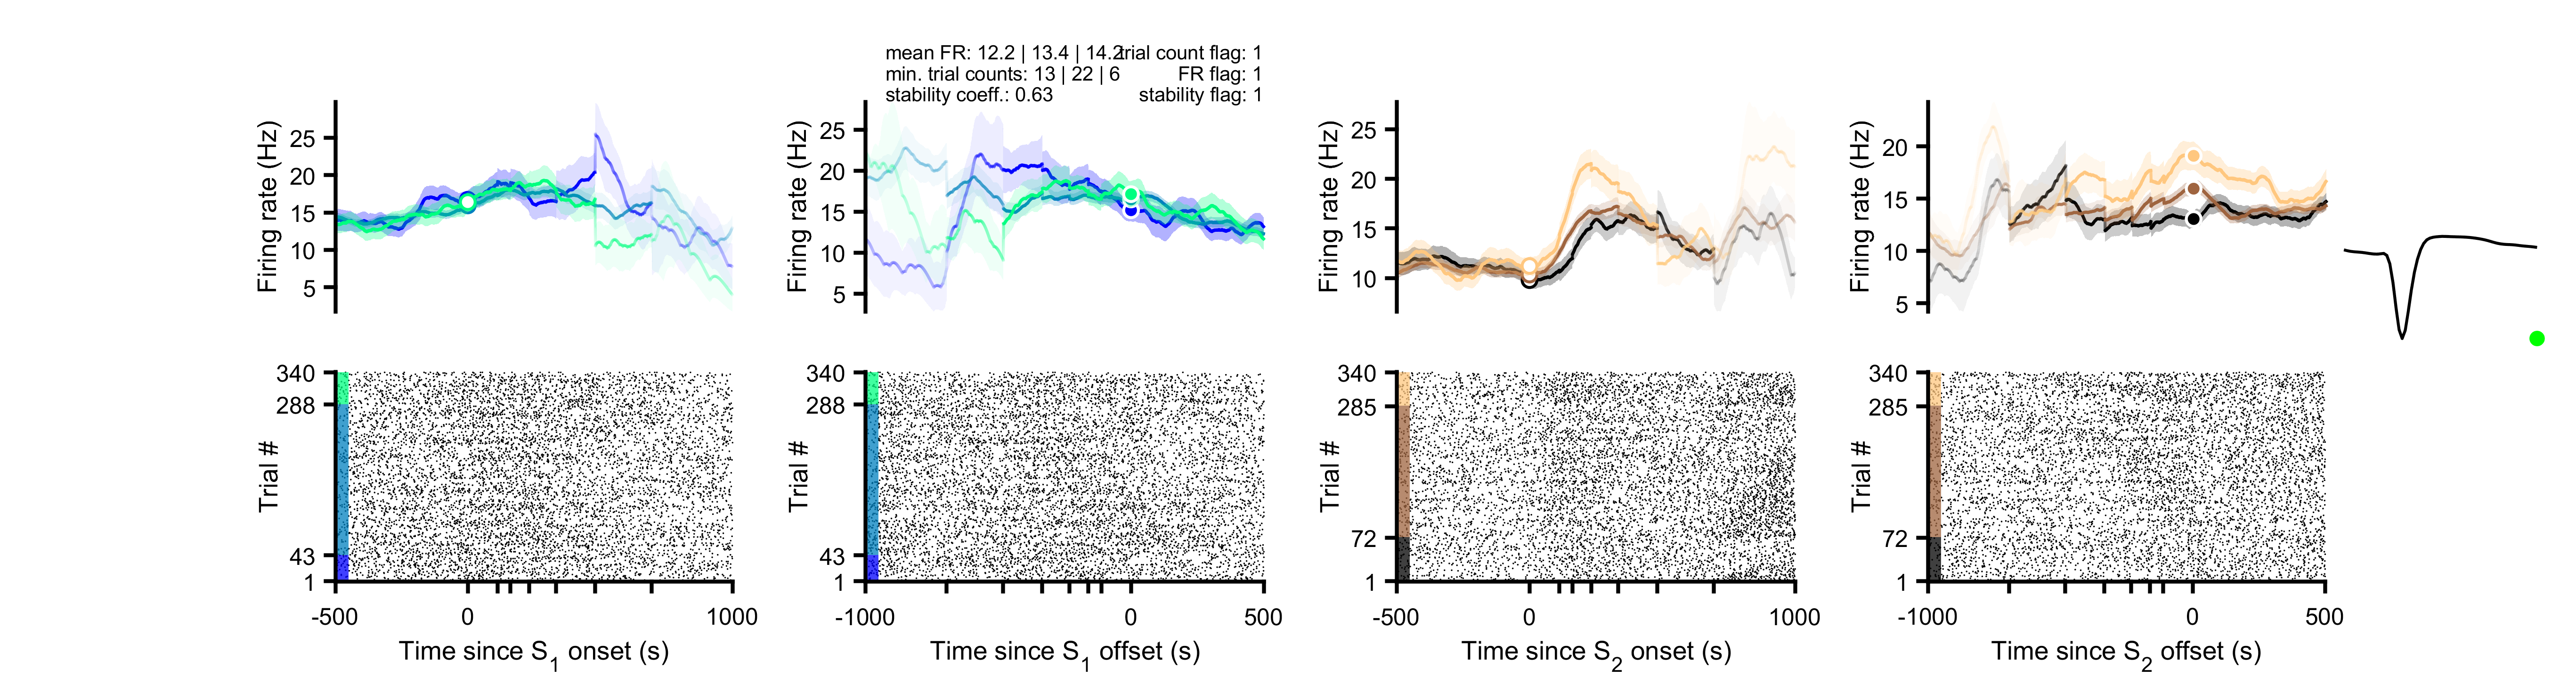 mean FR: 12.2 | 13.4 | 14.2
trial count flag: 1
min. trial counts: 13 | 22 | 6
FR flag: 1
stability coeff.: 0.63
stability flag: 1
Firing rate (Hz)
25
20
15
10
5
Firing rate (Hz)
25
20
15
10
5
Firing rate (Hz)
25
20
15
10
Firing rate (Hz)
20
15
10
5
Trial #
340
288
43
1
-500
0
1000
Time since S1 onset (s)
Trial #
340
288
43
1
-1000
0
500
Time since S1 offset (s)
Trial #
340
285
72
1
-500
0
1000
Time since S2 onset (s)
Trial #
340
285
72
1
-1000
0
500
Time since S2 offset (s)